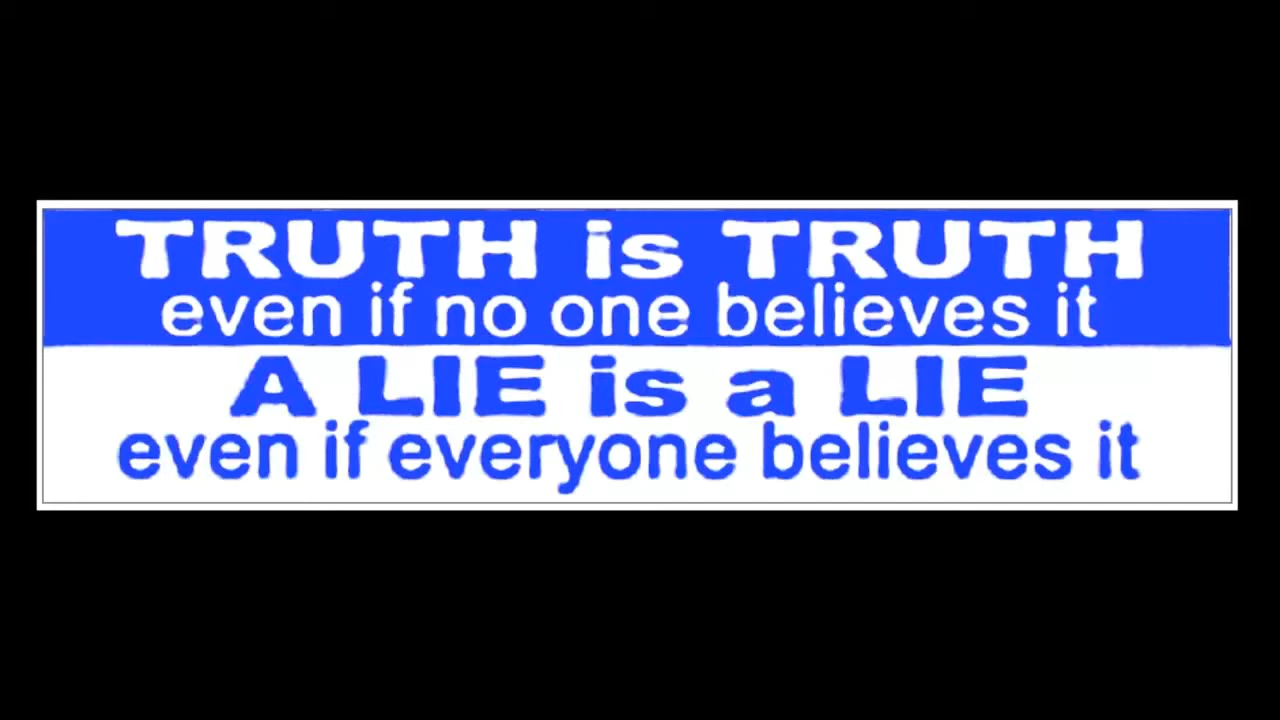 TRUTH is TRUTH
even if no one believes it
A LIE is a LIE
even if everyone believes it